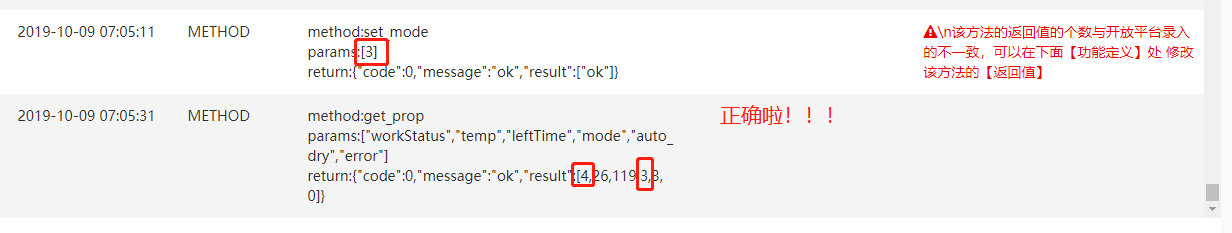 2019-10-09 07:05:11 METHOD method:set_mode
params:[3]
return:{"code":0,"message":"ok","result":["ok"]}
\n该方法的返回值的个数与开放平台录入
的不一致，可以在下面【功能定义】处 修改
该方法的【返回值】
2019-10-09 07:05:31 METHOD method:get_prop
params:["workStatus","temp","leftTime","mode","auto_
dry","error"]
return:{"code":0,"message":"ok","result":[4,26,119,3,3,
0]}
正确啦！！！